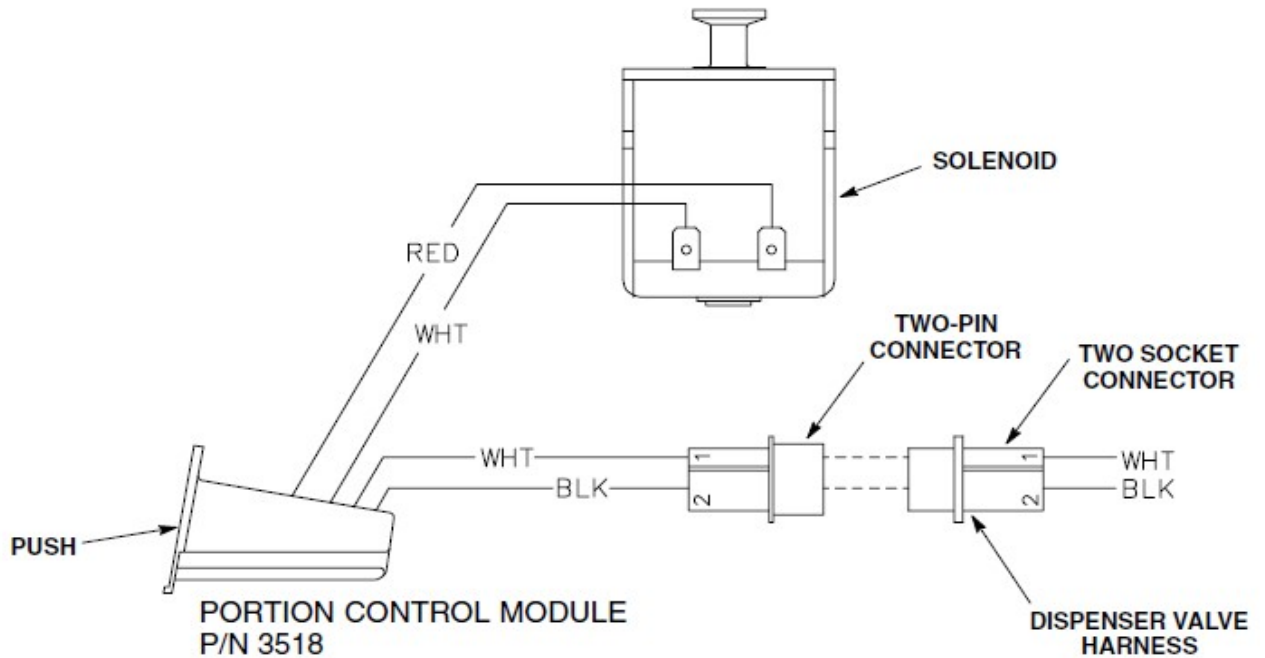 SOLENOID
RED
WHT
TWO-PIN
CONNECTOR
TWO SOCKET
CONNECTOR
WHT
1
1
WHT
BLK
2
2
BLK
PUSH
PORTION CONTROL MODULE
P/N 3518
DISPENSER VALVE
HARNESS